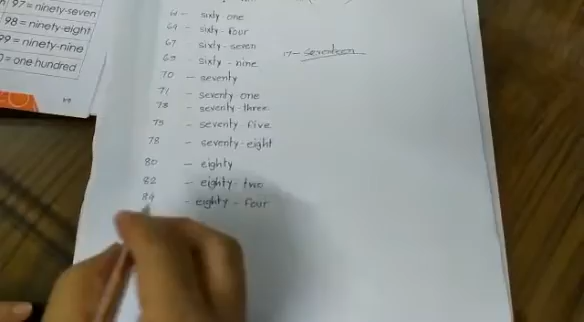 97 = ninety-seven
98 = ninety-eight
99 = ninety-nine
= one hundred
61 - sixty one
64 - sixty-four
67 - sixty-seven
17 - seventeen
69 - sixty-nine
70 - seventy
71 - seventy one
73 - seventy-three
75 - seventy-five
78 - seventy-eight
80 - eighty
82 - eighty-two
84 - eighty-four